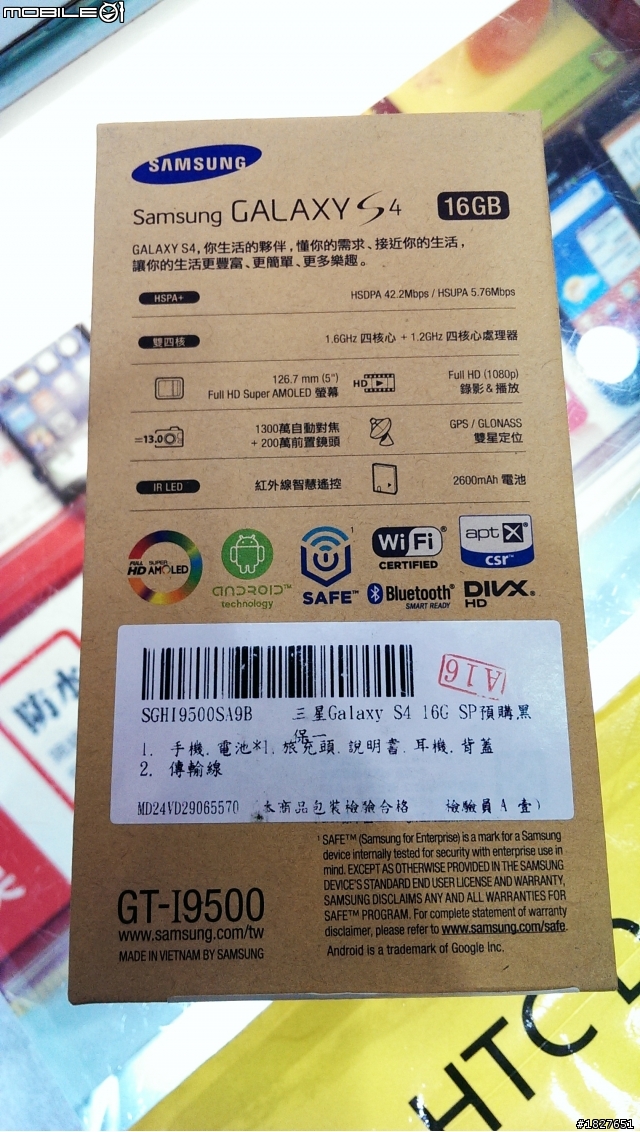 MOBILE01
SAMSUNG
Samsung GALAXY S4 16GB
GALAXY S4, 你生活的夥伴, 懂你的需求、接近你的生活,
讓你的生活更豐富、更簡單、更多樂趣。
HSPA+ HSDPA 42.2Mbps / HSUPA 5.76Mbps
雙四核 1.6GHz 四核心 + 1.2GHz 四核心處理器
126.7 mm (5")
Full HD Super AMOLED 螢幕
HD
Full HD (1080p)
錄影 & 播放
=13.0
1300萬自動對焦
+ 200萬前置鏡頭
GPS / GLONASS
雙星定位
IR LED 紅外線智慧遙控 2600mAh 電池
FULL HD SUPER AMOLED
ANDROID™
technology
1
SAFE™
Wi Fi®
CERTIFIED
aptX®
csr™
Bluetooth®
SMART READY
DIVX®
HD
A16
SGHI9500SA9B 三星Galaxy S4 16G SP預購黑
保一
1. 手機.電池*1.旅充頭.說明書.耳機.背蓋
2. 傳輸線
MD24VD29065570 (本商品包裝檢驗合格 檢驗員A 壹)
GT-I9500
www.samsung.com/tw
MADE IN VIETNAM BY SAMSUNG
¹ SAFE™ (Samsung for Enterprise) is a mark for a Samsung
device internally tested for security with enterprise use in
mind. EXCEPT AS OTHERWISE PROVIDED IN THE SAMSUNG
DEVICE'S STANDARD END USER LICENSE AND WARRANTY,
SAMSUNG DISCLAIMS ANY AND ALL WARRANTIES FOR
SAFE™ PROGRAM. For complete statement of warranty
disclaimer, please refer to www.samsung.com/safe.
Android is a trademark of Google Inc.
防水
HTC
#1827651